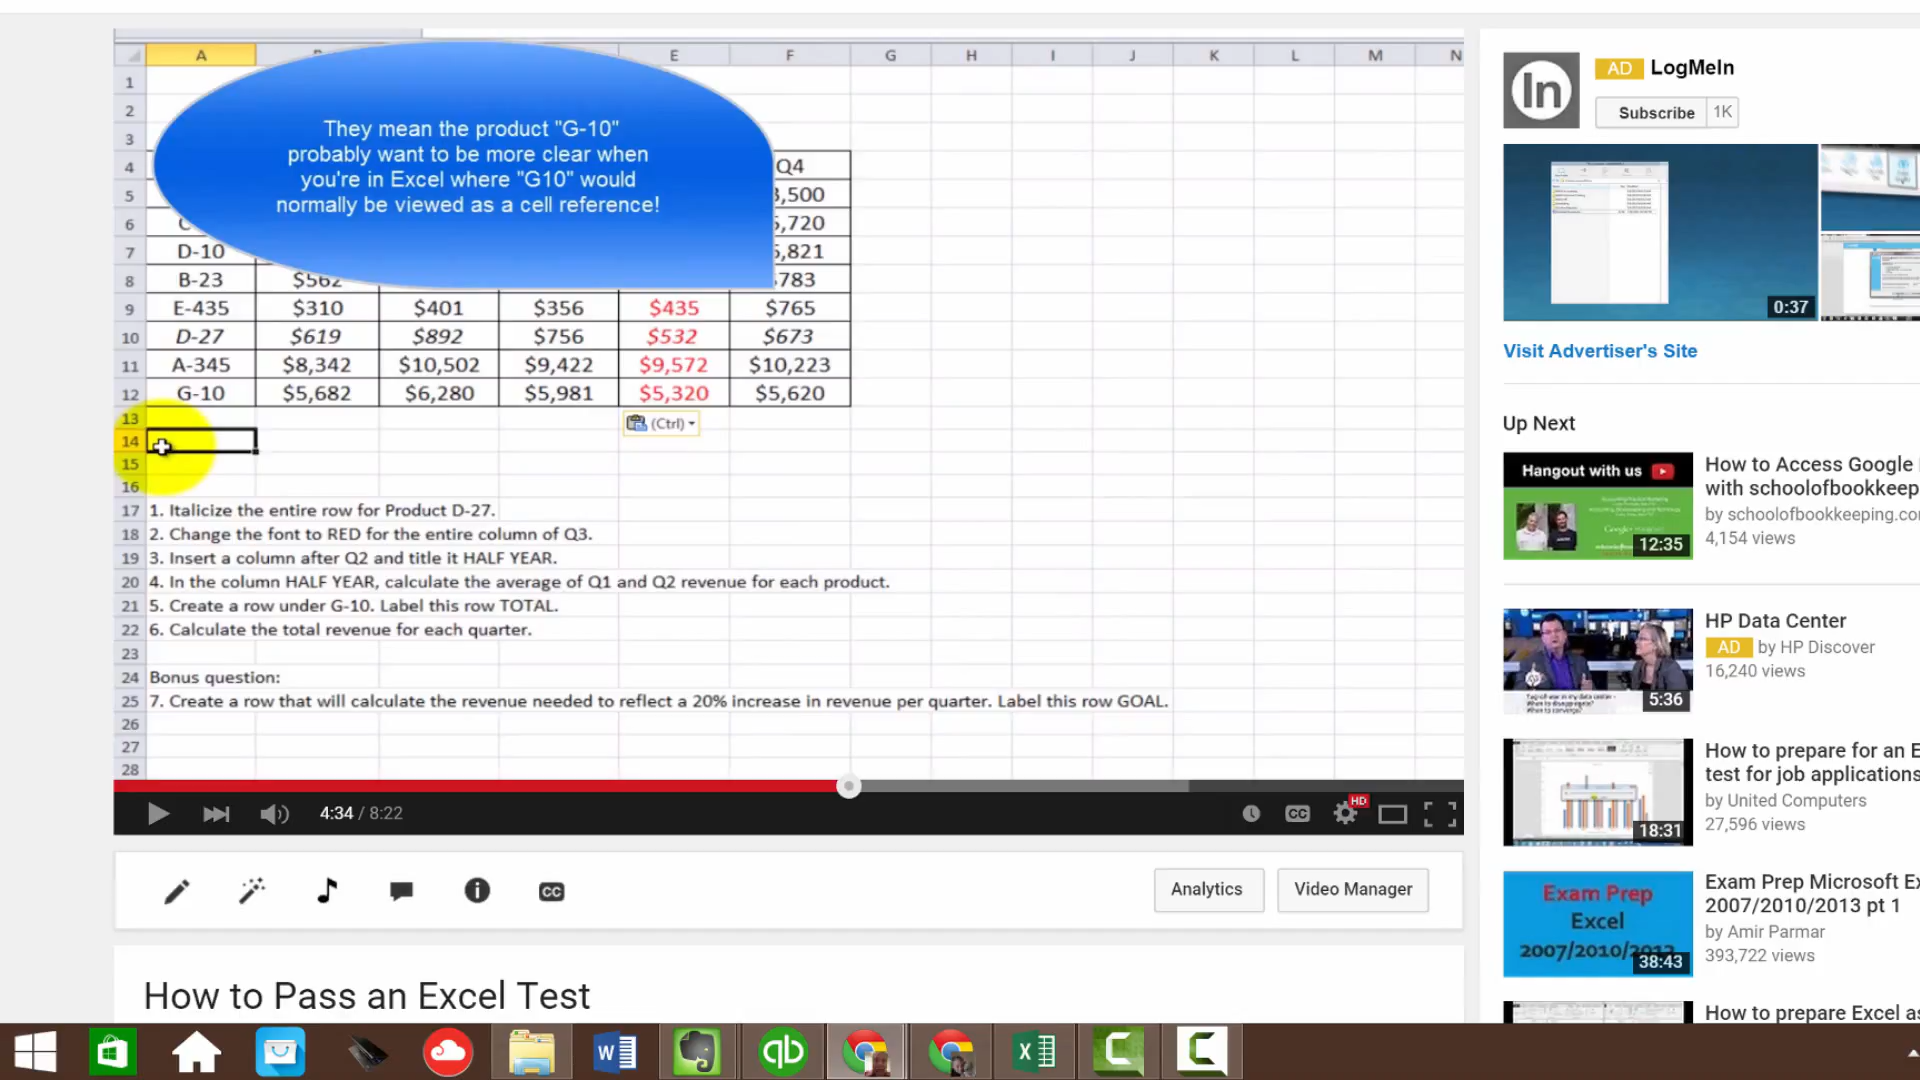 A E F G H I J K L M N
1
2
3
4 Q4
5 3,500
6
7 D-10
8 B-23 $562 783
9 E-435 $310 $401 $356 $435 $765
10 D-27 $619 $892 $756 $532 $673
11 A-345 $8,342 $10,502 $9,422 $9,572 $10,223
12 G-10 $5,682 $6,280 $5,981 $5,320 $5,620
They mean the product "G-10"
probably want to be more clear when
you're in Excel where "G10" would
normally be viewed as a cell reference!
13
(Ctrl)
14
15
16
17 1. Italicize the entire row for Product D-27.
18 2. Change the font to RED for the entire column of Q3.
19 3. Insert a column after Q2 and title it HALF YEAR.
20 4. In the column HALF YEAR, calculate the average of Q1 and Q2 revenue for each product.
21 5. Create a row under G-10. Label this row TOTAL.
22 6. Calculate the total revenue for each quarter.
23
24 Bonus question:
25 7. Create a row that will calculate the revenue needed to reflect a 20% increase in revenue per quarter. Label this row GOAL.
26
27
28
4:34 / 8:22
CC
HD
CC
Analytics
Video Manager
How to Pass an Excel Test
in
AD LogMeIn
Subscribe 1K
0:37
Visit Advertiser's Site
Up Next
Hangout with us
12:35
How to Access Google
with schoolofbookkeep
by schoolofbookkeeping.co
4,154 views
5:36
HP Data Center
AD by HP Discover
16,240 views
18:31
How to prepare for an E
test for job applications
by United Computers
27,596 views
Exam Prep
Excel
2007/2010/2013
38:43
Exam Prep Microsoft Ex
2007/2010/2013 pt 1
by Amir Parmar
393,722 views
How to prepare Excel as
W
qb
X
C
C